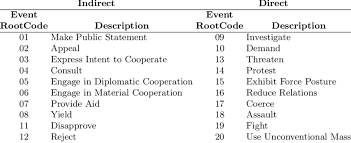 Indirect Direct
Event Event
RootCode Description RootCode Description
01 Make Public Statement 09 Investigate
02 Appeal 10 Demand
03 Express Intent to Cooperate 13 Threaten
04 Consult 14 Protest
05 Engage in Diplomatic Cooperation 15 Exhibit Force Posture
06 Engage in Material Cooperation 16 Reduce Relations
07 Provide Aid 17 Coerce
08 Yield 18 Assault
11 Disapprove 19 Fight
12 Reject 20 Use Unconventional Mass